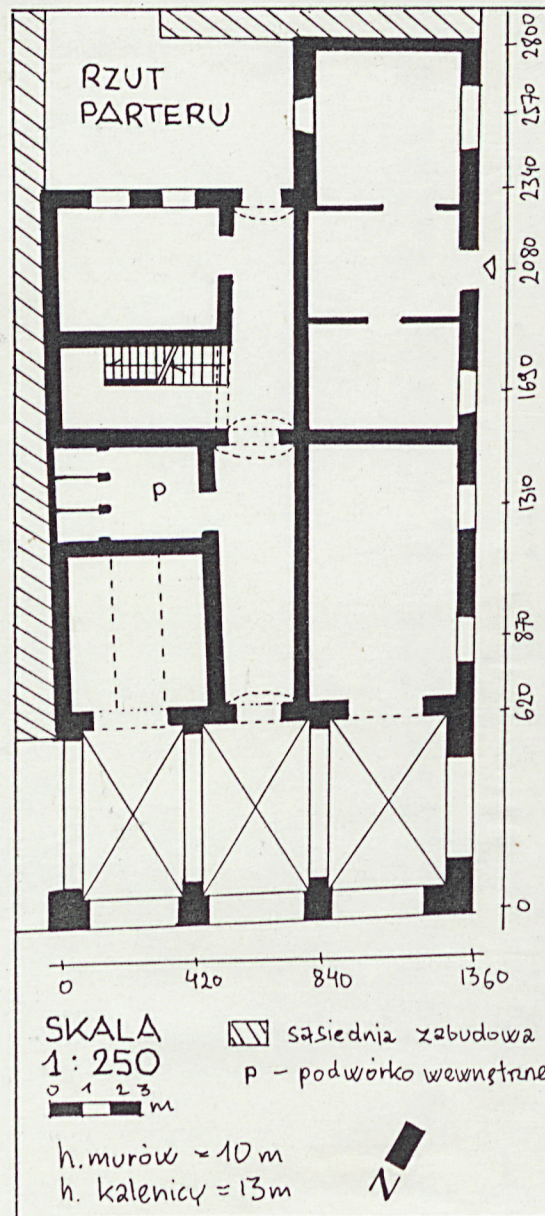 RZUT
PARTERU
2800
2570
2340
2080
1690
1310
870
620
0
P
0 420 840 1360
SKALA
1:250
0 1 2 3
m
sąsiednia zabudowa
P - podwórko wewnętrzne
h. murów = 10 m
h. kalenicy = 13 m
N